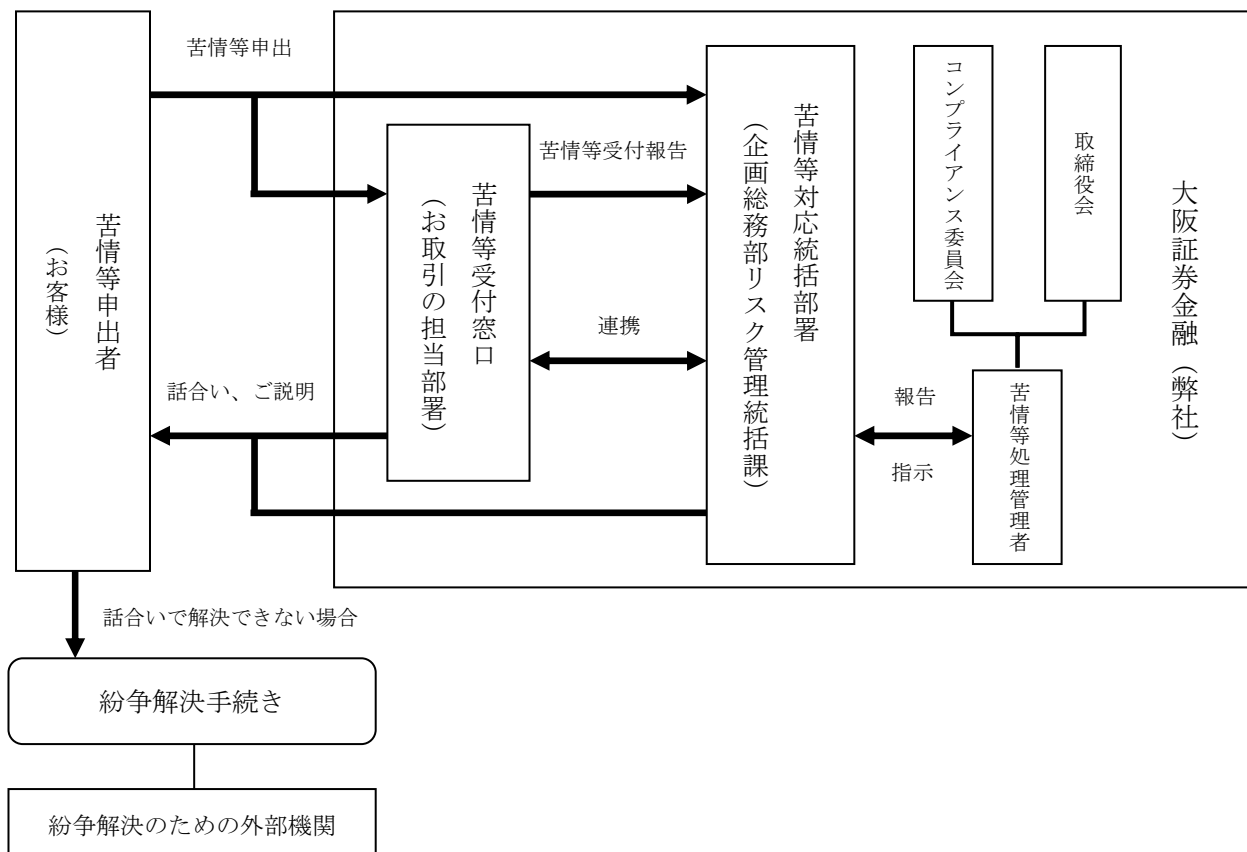 苦情等申出者
(お客様)
苦情等申出
苦情等受付窓口
(お取引の担当部署)
苦情等受付報告
連携
話合い、ご説明
苦情等対応統括部署
(企画総務部リスク管理統括課)
コンプライアンス委員会
取締役会
報告
指示
苦情等処理管理者
大阪証券金融(弊社)
話合いで解決できない場合
紛争解決手続き
紛争解決のための外部機関